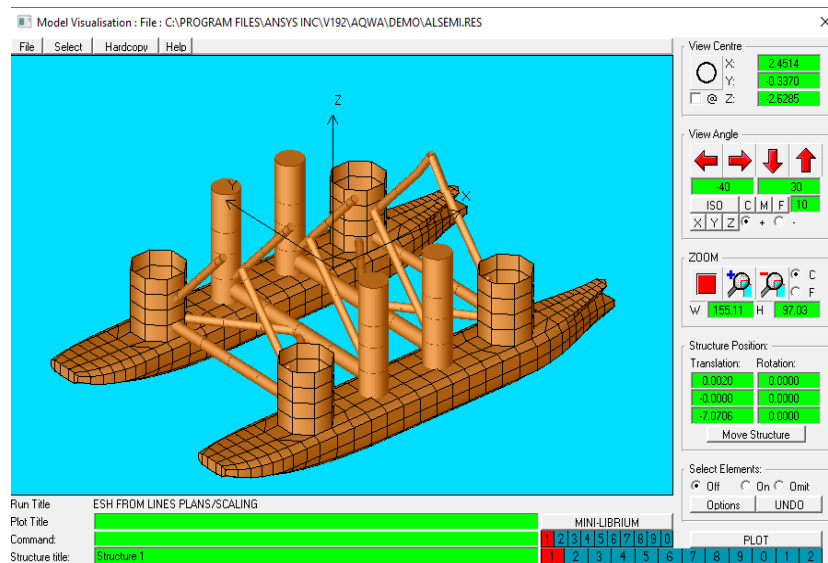 Model Visualisation : File : C:\PROGRAM FILES\ANSYS INC\V192\AQWA\DEMO\ALSEMI.RES
File Select Hardcopy Help
Z
Y
X
View Centre
X: 2.4514
Y: -0.3370
@ Z: -2.6285
View Angle
-40 30
ISO C M F 10
X Y Z + -
ZOOM
C
F
W 155.11 H 97.03
Structure Position:
Translation: Rotation:
0.0020 0.0000
-0.0000 0.0000
-7.0706 0.0000
Move Structure
Select Elements:
Off On Omit
Options UNDO
PLOT
Run Title ESH FROM LINES PLANS/SCALING
Plot Title MINI-LIBRIUM
Command: 1 2 3 4 5 6 7 8 9 0
Structure title: Structure 1 1 2 3 4 5 6 7 8 9 0 1 2